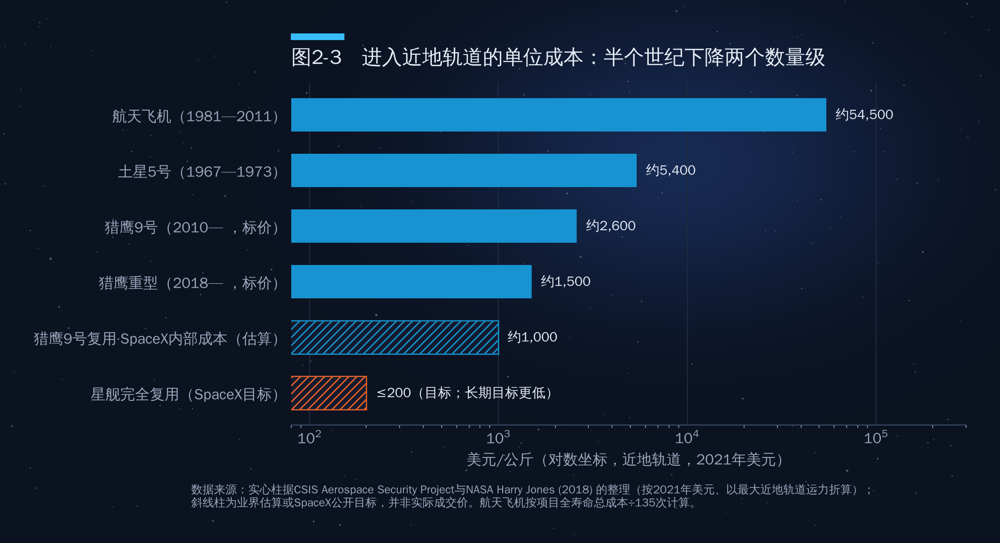 图2-3　进入近地轨道的单位成本：半个世纪下降两个数量级
航天飞机（1981—2011）
约54,500
土星5号（1967—1973）
约5,400
猎鹰9号（2010— ，标价）
约2,600
猎鹰重型（2018— ，标价）
约1,500
猎鹰9号复用·SpaceX内部成本（估算）
约1,000
星舰完全复用（SpaceX目标）
≤200（目标；长期目标更低）
10² 10³ 10⁴ 10⁵
美元/公斤（对数坐标，近地轨道，2021年美元）
数据来源：实心柱据CSIS Aerospace Security Project与NASA Harry Jones (2018) 的整理（按2021年美元、以最大近地轨道运力折算）；
斜线柱为业界估算或SpaceX公开目标，并非实际成交价。航天飞机按项目全寿命总成本÷135次计算。